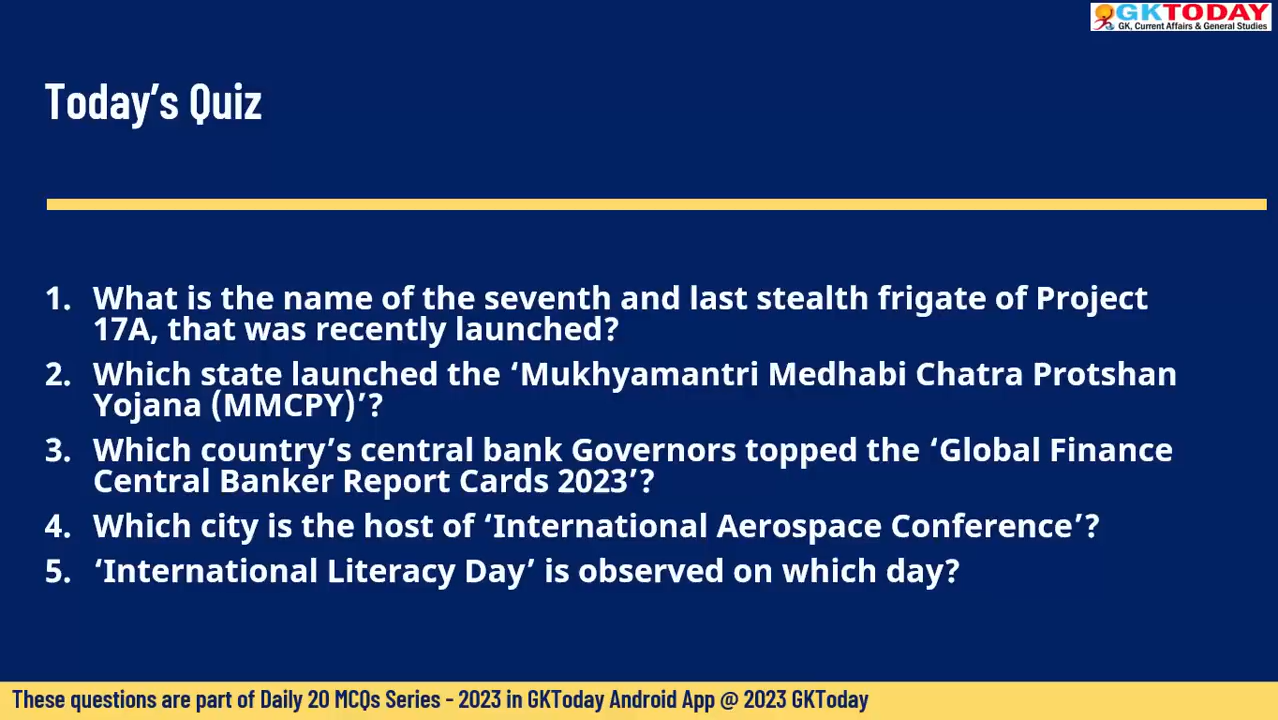 GKTODAY
GK, Current Affairs & General Studies
Today’s Quiz
1. What is the name of the seventh and last stealth frigate of Project
17A, that was recently launched?
2. Which state launched the ‘Mukhyamantri Medhabi Chatra Protshan
Yojana (MMCPY)’?
3. Which country’s central bank Governors topped the ‘Global Finance
Central Banker Report Cards 2023’?
4. Which city is the host of ‘International Aerospace Conference’?
5. ‘International Literacy Day’ is observed on which day?
These questions are part of Daily 20 MCQs Series - 2023 in GKToday Android App @ 2023 GKToday